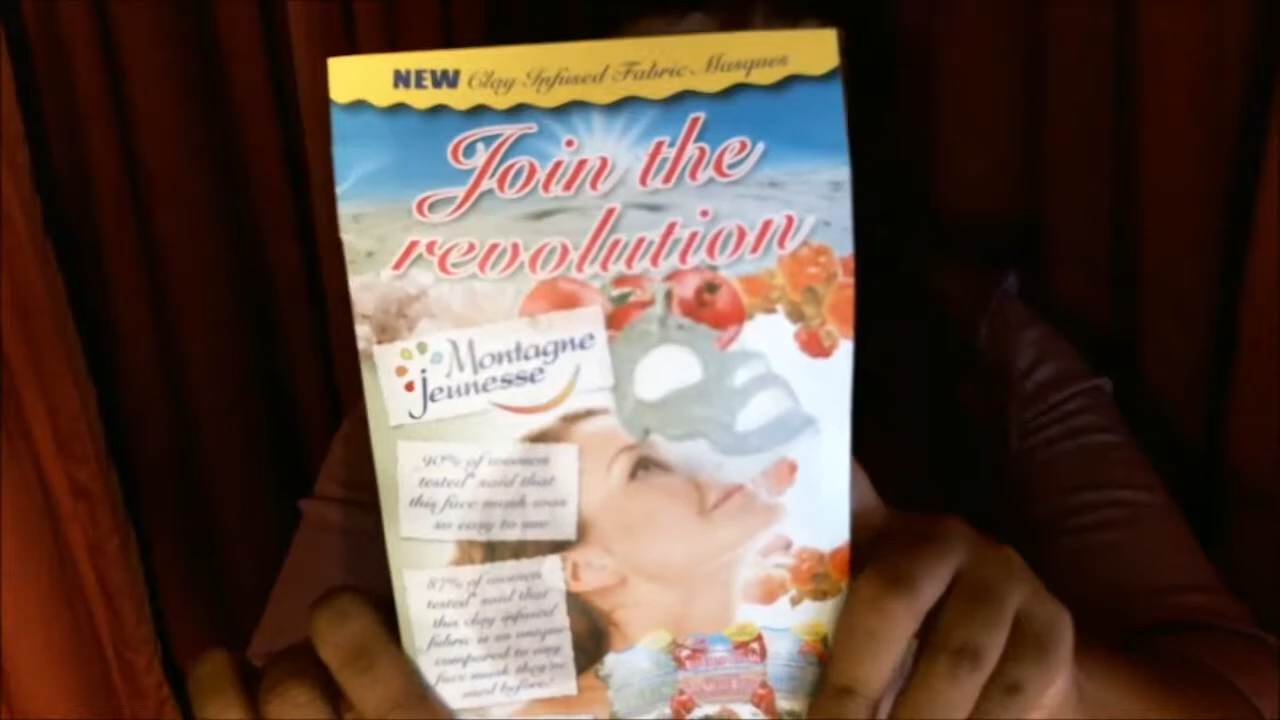 NEW Clay Infused Fabric Masques
Join the
revolution
Montagne
jeunesse
90% of women
tested* said that
this face mask was
so easy to use
87% of women
tested* said that
this clay infused
fabric is so unique
compared to any
face mask they've
used before!